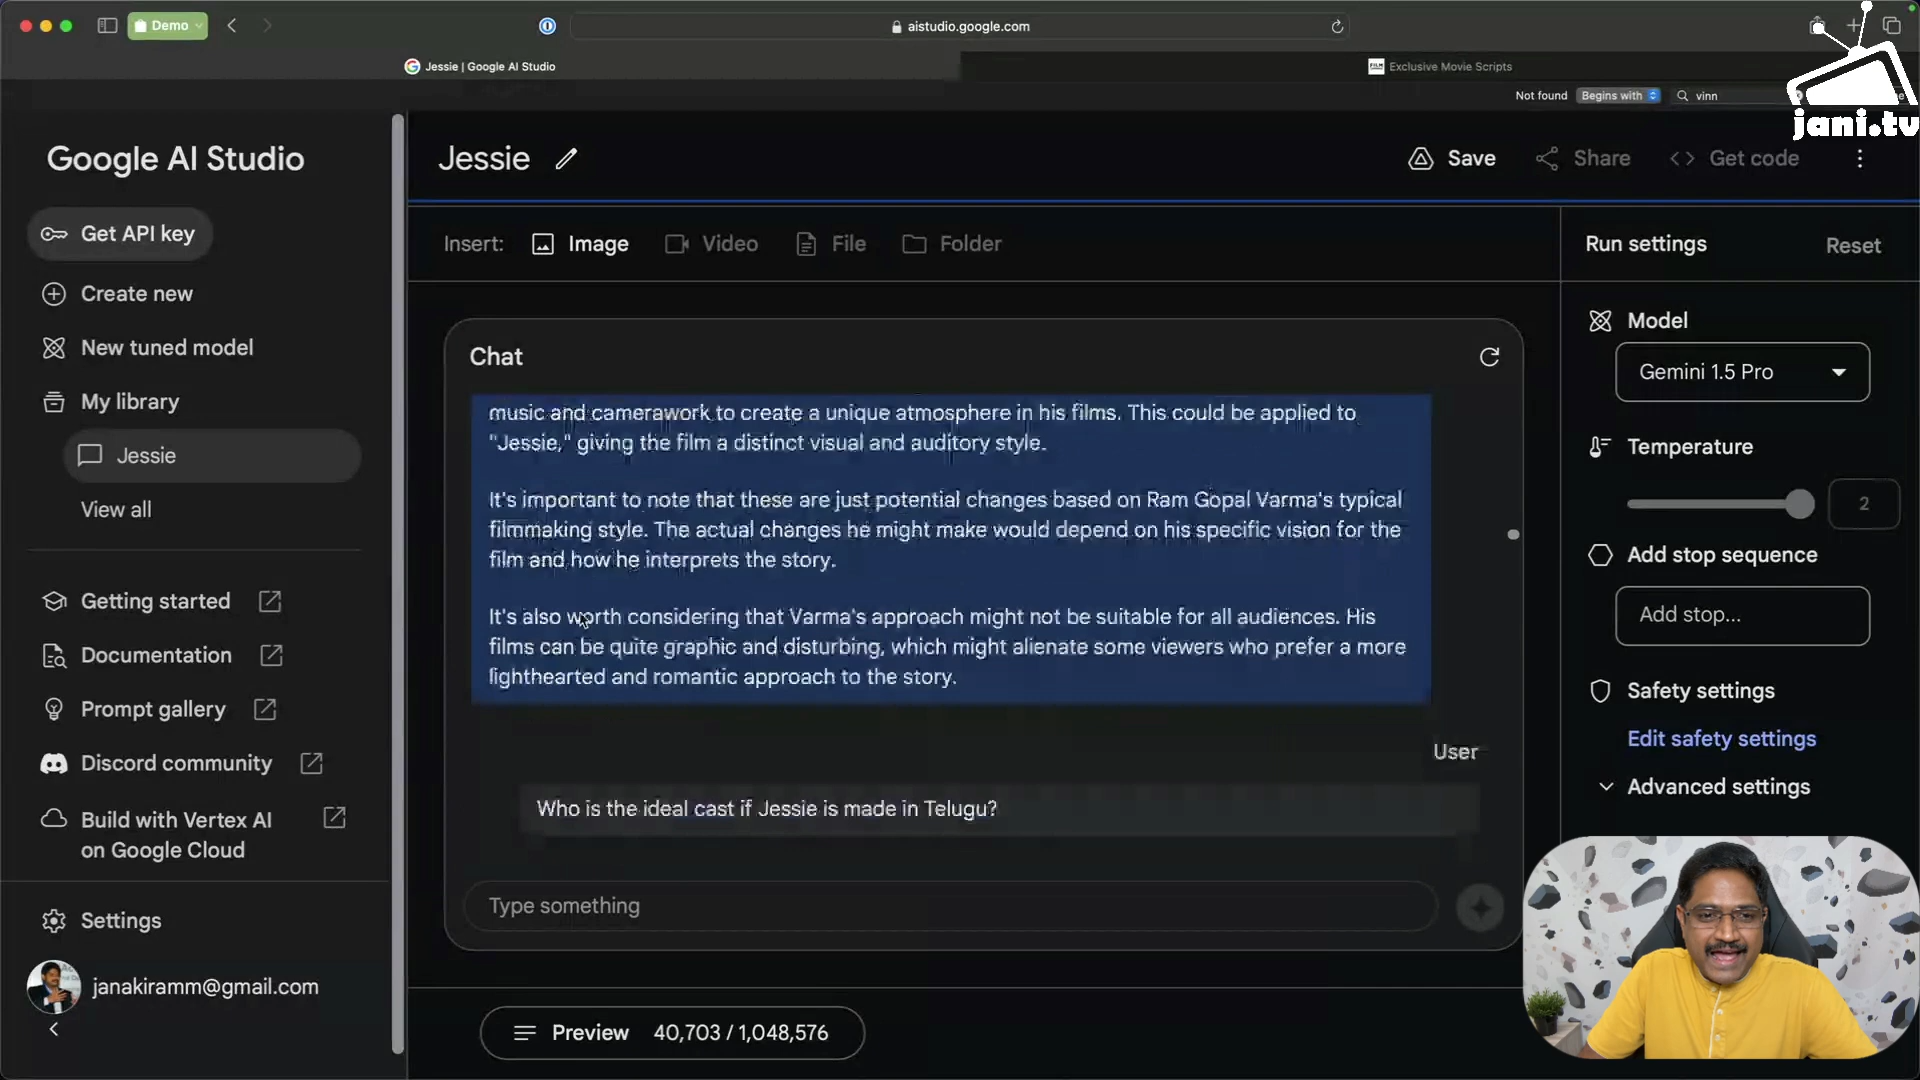 Demo
aistudio.google.com
Jessie | Google AI Studio
Exclusive Movie Scripts
Not found
Begins with
vinn
jani.tv
Google AI Studio
Get API key
Create new
New tuned model
My library
Jessie
View all
Getting started
Documentation
Prompt gallery
Discord community
Build with Vertex AI
on Google Cloud
Settings
janakiramm@gmail.com
Jessie
Save
Share
Get code
Insert:
Image
Video
File
Folder
Chat
music and camerawork to create a unique atmosphere in his films. This could be applied to
"Jessie," giving the film a distinct visual and auditory style.
It's important to note that these are just potential changes based on Ram Gopal Varma's typical
filmmaking style. The actual changes he might make would depend on his specific vision for the
film and how he interprets the story.
It's also worth considering that Varma's approach might not be suitable for all audiences. His
films can be quite graphic and disturbing, which might alienate some viewers who prefer a more
lighthearted and romantic approach to the story.
User
Who is the ideal cast if Jessie is made in Telugu?
Type something
Preview 40,703 / 1,048,576
Run settings
Reset
Model
Gemini 1.5 Pro
Temperature
2
Add stop sequence
Add stop...
Safety settings
Edit safety settings
Advanced settings